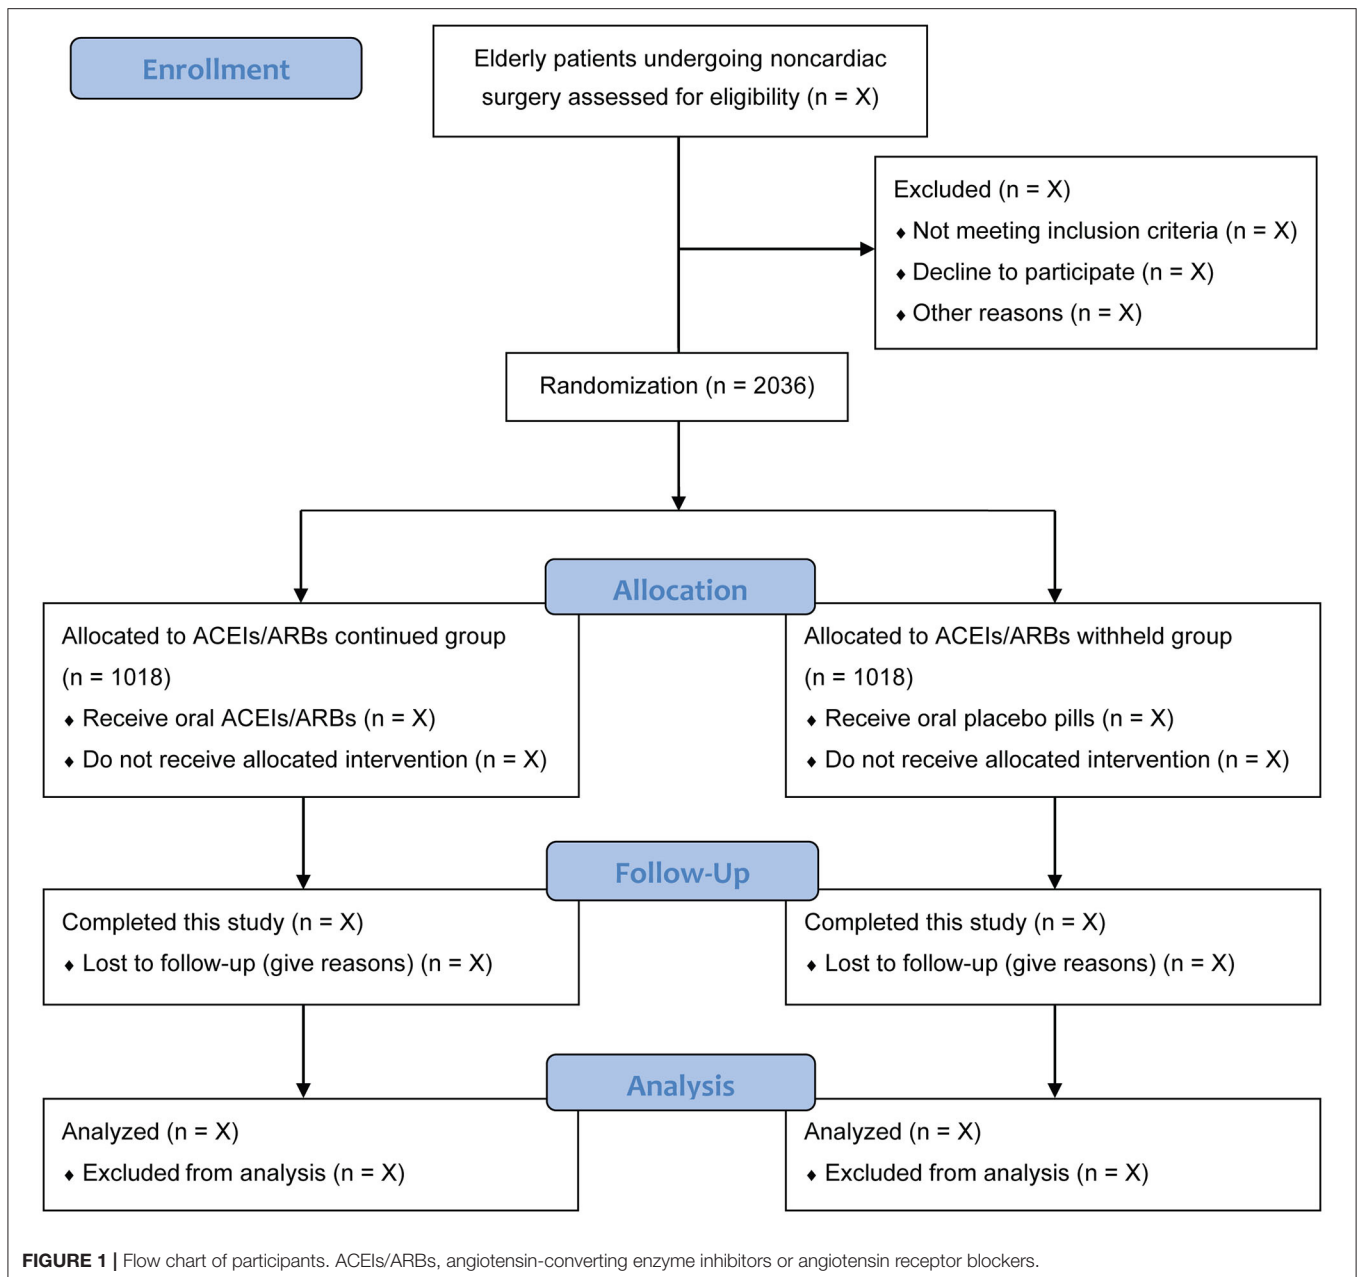 Enrollment
Elderly patients undergoing noncardiac
surgery assessed for eligibility (n = X)
Excluded (n = X)
♦ Not meeting inclusion criteria (n = X)
♦ Decline to participate (n = X)
♦ Other reasons (n = X)
Randomization (n = 2036)
Allocation
Allocated to ACEIs/ARBs continued group
(n = 1018)
♦ Receive oral ACEIs/ARBs (n = X)
♦ Do not receive allocated intervention (n = X)
Allocated to ACEIs/ARBs withheld group
(n = 1018)
♦ Receive oral placebo pills (n = X)
♦ Do not receive allocated intervention (n = X)
Follow-Up
Completed this study (n = X)
♦ Lost to follow-up (give reasons) (n = X)
Completed this study (n = X)
♦ Lost to follow-up (give reasons) (n = X)
Analysis
Analyzed (n = X)
♦ Excluded from analysis (n = X)
Analyzed (n = X)
♦ Excluded from analysis (n = X)
FIGURE 1 | Flow chart of participants. ACEIs/ARBs, angiotensin-converting enzyme inhibitors or angiotensin receptor blockers.